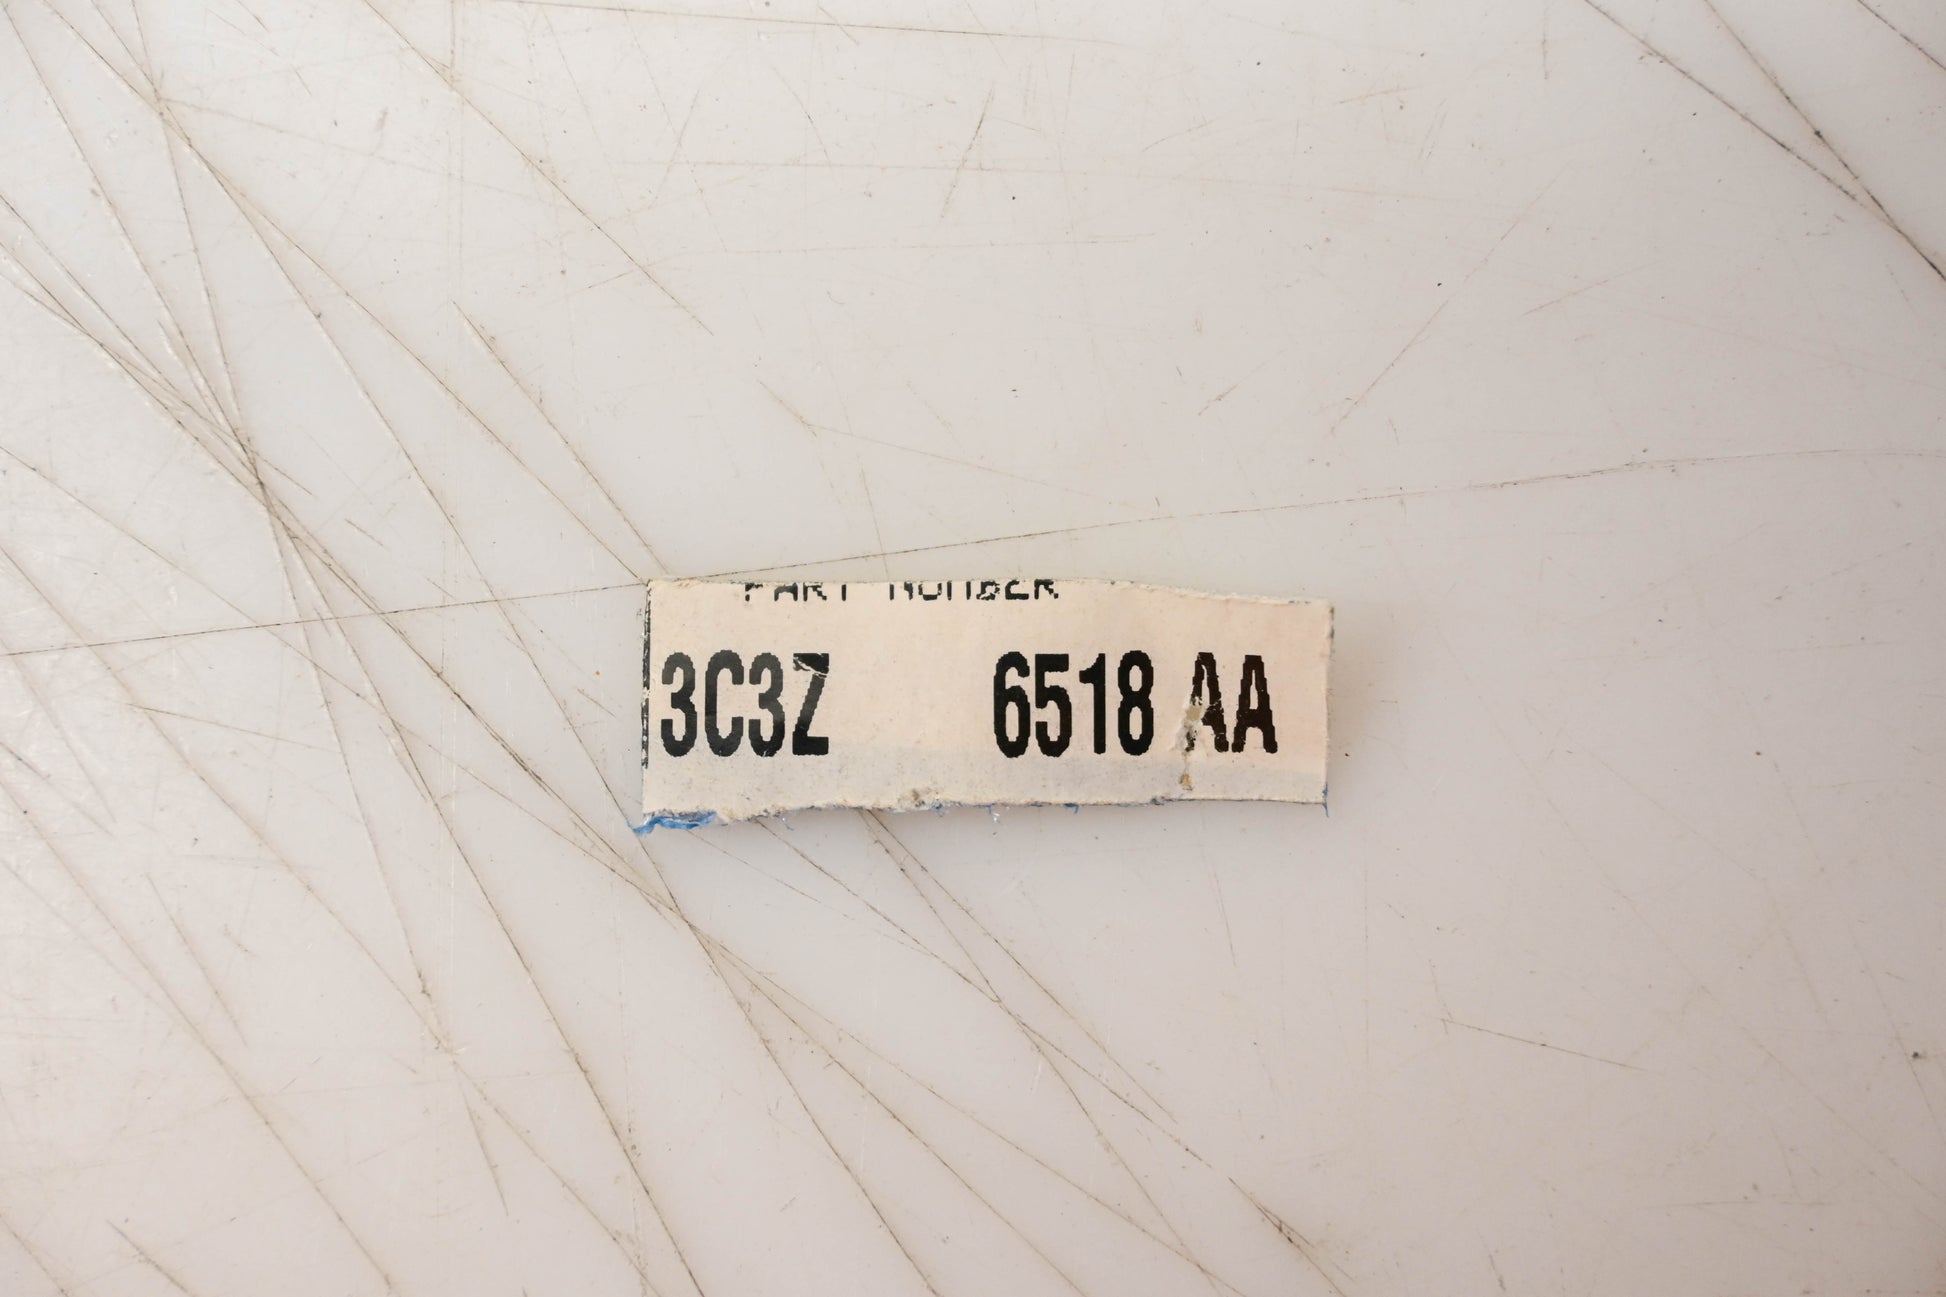 PART NUMBER
3C3Z 6518 AA